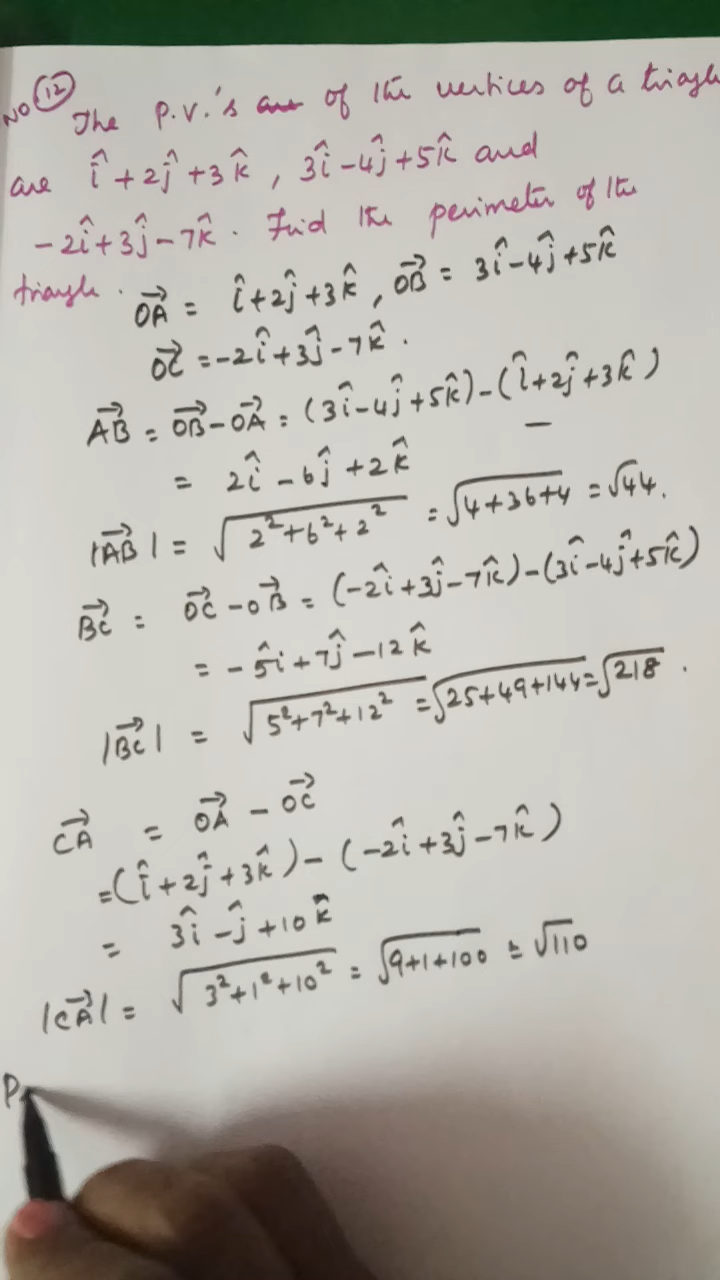 NO (12) The P.V.'s are of the vertices of a triangle
are î + 2ĵ + 3k̂ , 3î - 4ĵ + 5k̂ and
- 2î + 3ĵ - 7k̂ . Find the perimeter of the
triangle .
OA⃗ = î + 2ĵ + 3k̂ , OB⃗ = 3î - 4ĵ + 5k̂
OC⃗ = -2î + 3ĵ - 7k̂ .
AB⃗ = OB⃗ - OA⃗ = (3î - 4ĵ + 5k̂) - (î + 2ĵ + 3k̂)
= 2î - 6ĵ + 2k̂
|AB⃗| = √(2² + 6² + 2²) = √(4 + 36 + 4) = √44 .
BC⃗ = OC⃗ - OB⃗ = (-2î + 3ĵ - 7k̂) - (3î - 4ĵ + 5k̂)
= - 5î + 7ĵ - 12k̂
|BC⃗| = √(5² + 7² + 12²) = √(25 + 49 + 144) = √218 .
CA⃗ = OA⃗ - OC⃗
= (î + 2ĵ + 3k̂) - (-2î + 3ĵ - 7k̂)
= 3î - ĵ + 10k̂
|CA⃗| = √(3² + 1² + 10²) = √(9 + 1 + 100) = √110
P